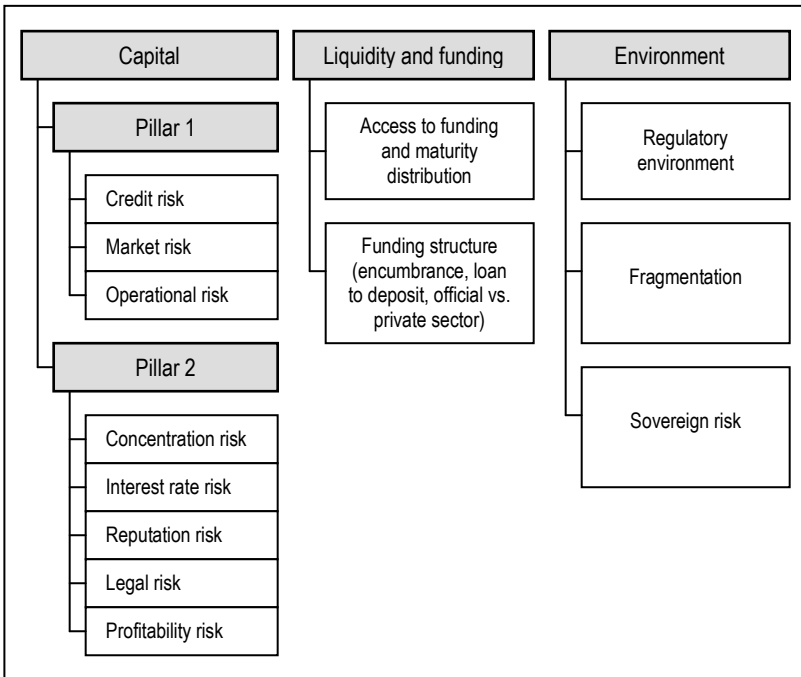 Capital
Pillar 1
Credit risk
Market risk
Operational risk
Pillar 2
Concentration risk
Interest rate risk
Reputation risk
Legal risk
Profitability risk
Liquidity and funding
Access to funding
and maturity
distribution
Funding structure
(encumbrance, loan
to deposit, official vs.
private sector)
Environment
Regulatory
environment
Fragmentation
Sovereign risk